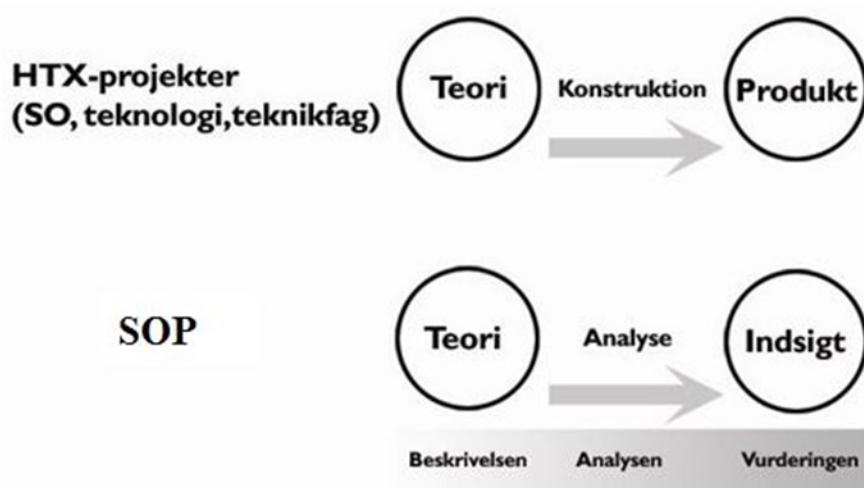 HTX-projekter
(SO, teknologi,teknikfag)
Teori
Konstruktion
Produkt
SOP
Teori
Analyse
Indsigt
Beskrivelsen
Analysen
Vurderingen